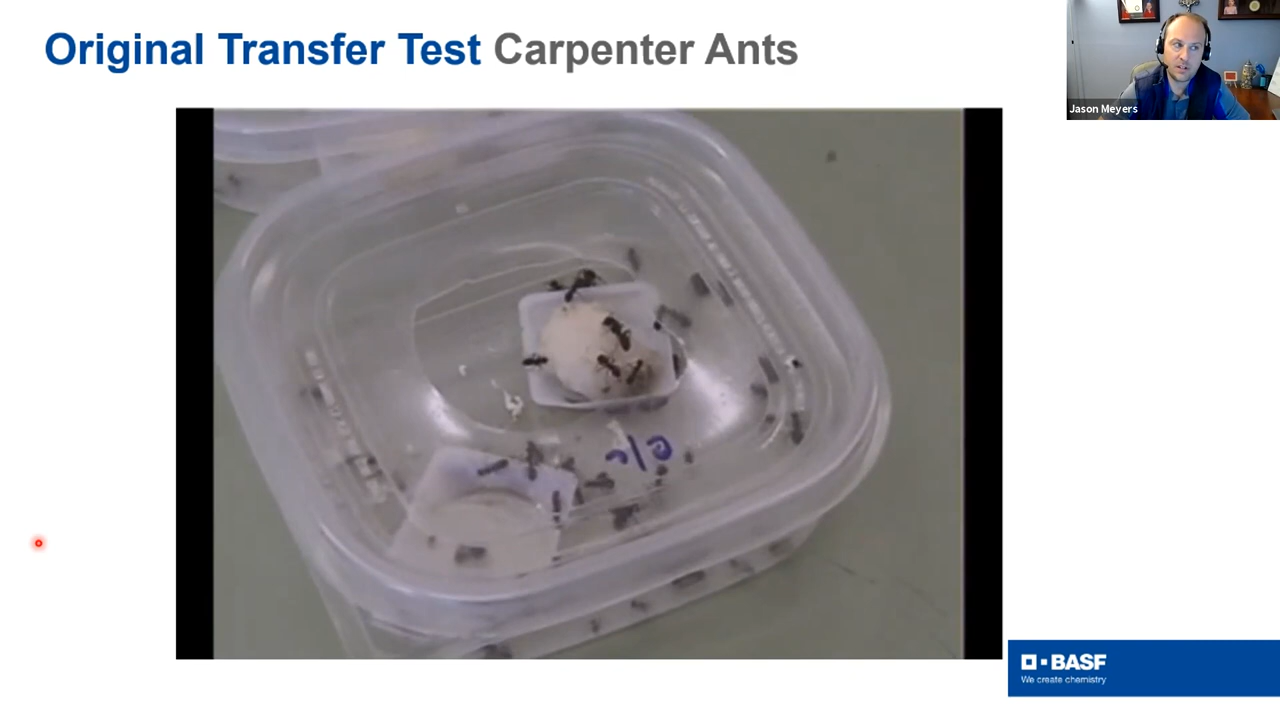 Original Transfer Test Carpenter Ants
Jason Meyers
BASF
We create chemistry